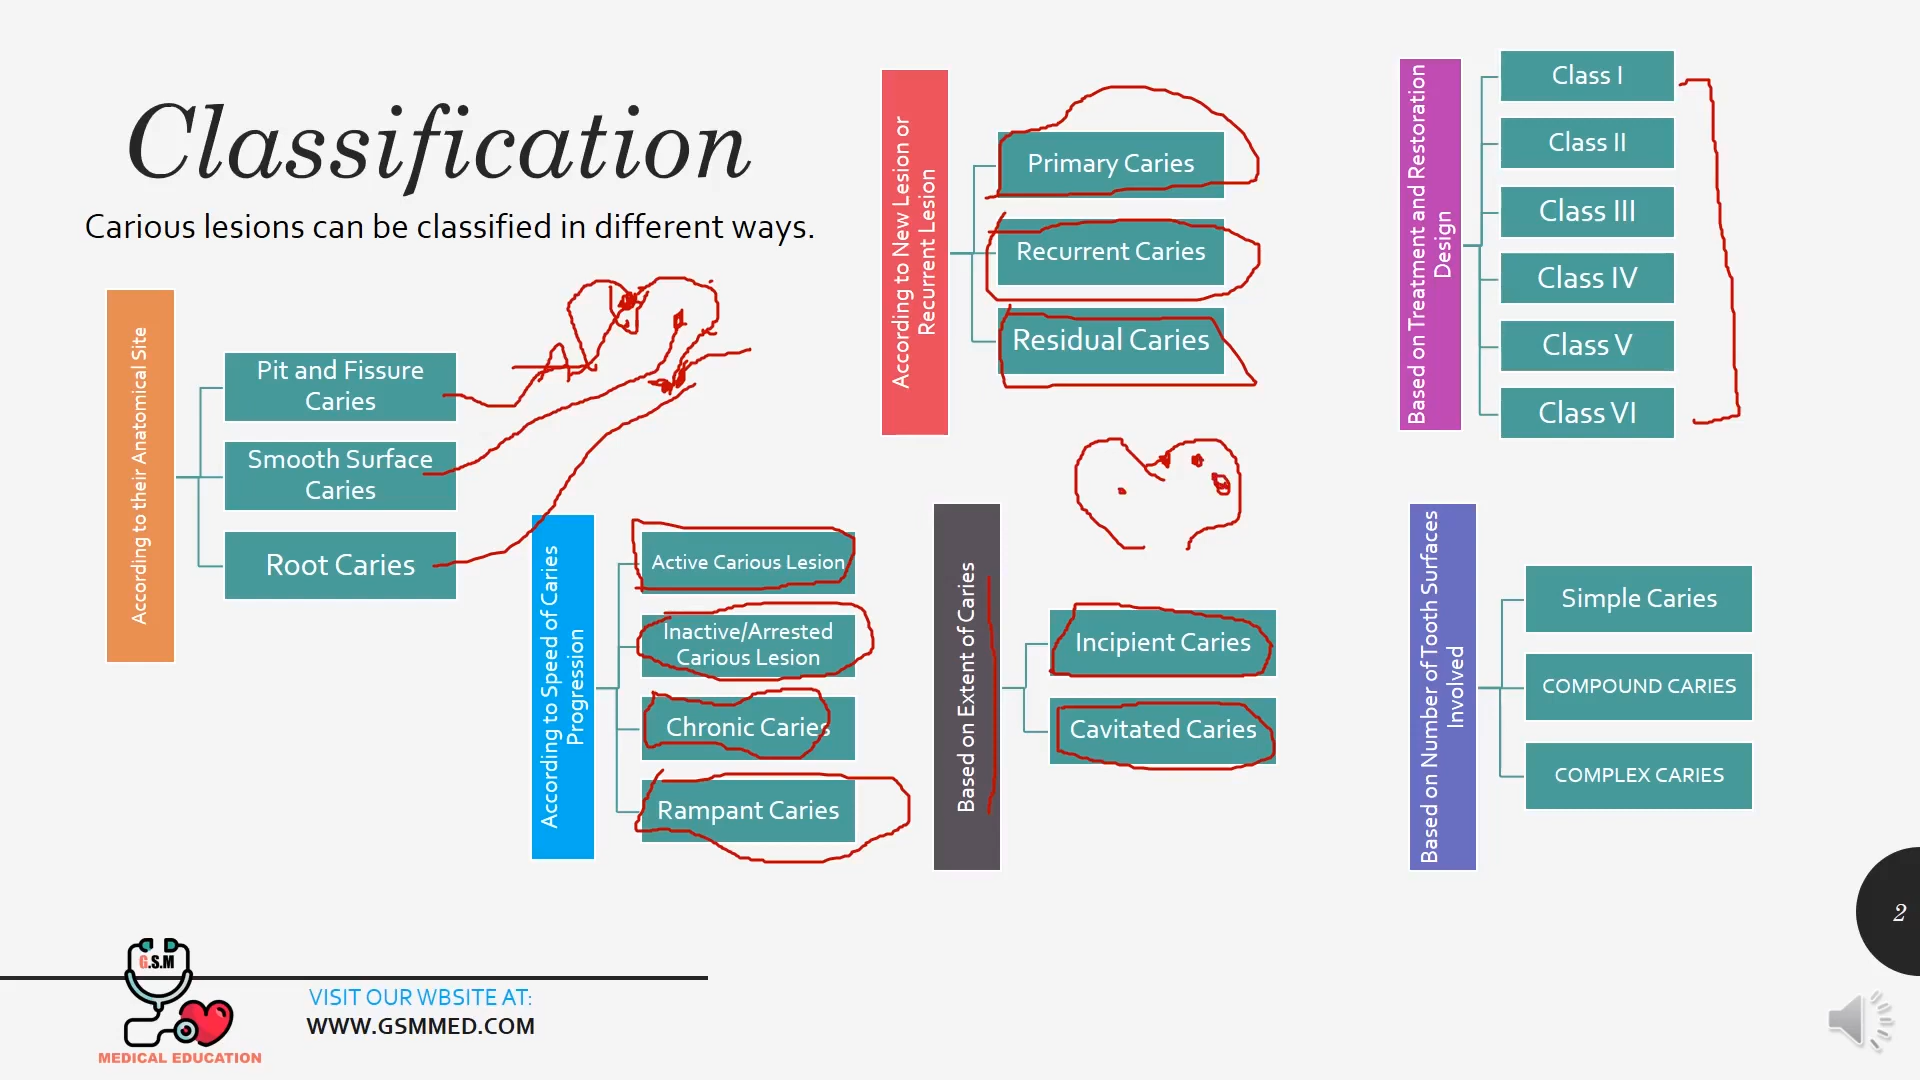 Classification
Carious lesions can be classified in different ways.
According to their Anatomical Site
Pit and Fissure
Caries
Smooth Surface
Caries
Root Caries
According to Speed of Caries
Progression
Active Carious Lesion
Inactive/Arrested
Carious Lesion
Chronic Caries
Rampant Caries
According to New Lesion or
Recurrent Lesion
Primary Caries
Recurrent Caries
Residual Caries
Based on Extent of Caries
Incipient Caries
Cavitated Caries
Based on Treatment and Restoration
Design
Class I
Class II
Class III
Class IV
Class V
Class VI
Based on Number of Tooth Surfaces
Involved
Simple Caries
COMPOUND CARIES
COMPLEX CARIES
2
G.S.M
MEDICAL EDUCATION
VISIT OUR WBSITE AT:
WWW.GSMMED.COM